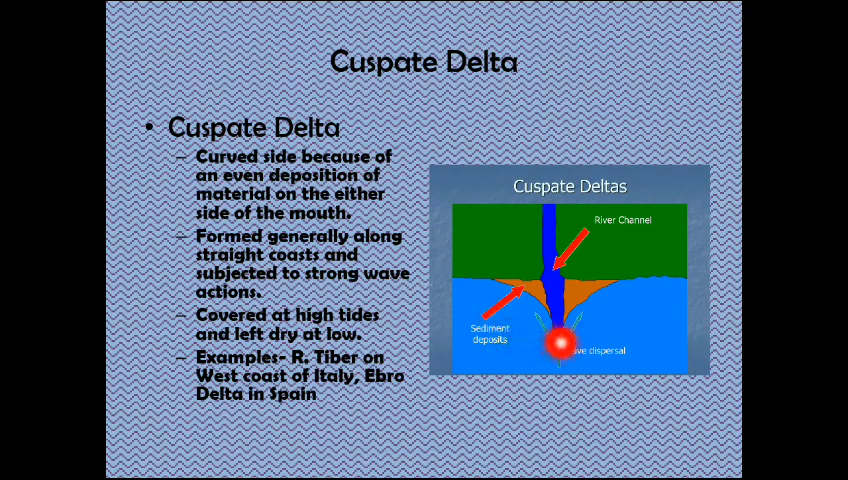 Cuspate Delta
• Cuspate Delta
– Curved side because of
an even deposition of
material on the either
side of the mouth.
– Formed generally along
straight coasts and
subjected to strong wave
actions.
– Covered at high tides
and left dry at low.
– Examples- R. Tiber on
West coast of Italy, Ebro
Delta in Spain
Cuspate Deltas
River Channel
Sediment
deposits
dispersal